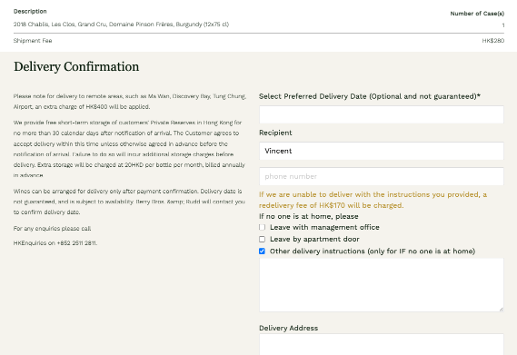 Description
Number of Case(s)
2018 Chablis, Les Clos, Grand Cru, Domaine Pinson Frères, Burgundy (12x75 cl)
1
Shipment Fee
HK$280
Delivery Confirmation
Please note for delivery to remote areas, such as Ma Wan, Discovery Bay, Tung Chung,
Airport, an extra charge of HK$400 will be applied.
We provide free short-term storage of customers' Private Reserves in Hong Kong for
no more than 30 calendar days after notification of arrival. The Customer agrees to
accept delivery within this time unless otherwise agreed in advance before the
notification of arrival. Failure to do so will incur additional storage charges before
delivery. Extra storage will be charged at 20HKD per bottle per month, billed annually
in advance.
Wines can be arranged for delivery only after payment confirmation. Delivery date is
not guaranteed, and is subject to availability. Berry Bros. &amp; Rudd will contact you
to confirm delivery date.
For any enquiries please call
HKEnquiries on +852 2511 2811.
Select Preferred Delivery Date (Optional and not guaranteed)*
Recipient
Vincent
phone number
If we are unable to deliver with the instructions you provided, a
redelivery fee of HK$170 will be charged.
If no one is at home, please
Leave with management office
Leave by apartment door
Other delivery instructions (only for IF no one is at home)
Delivery Address